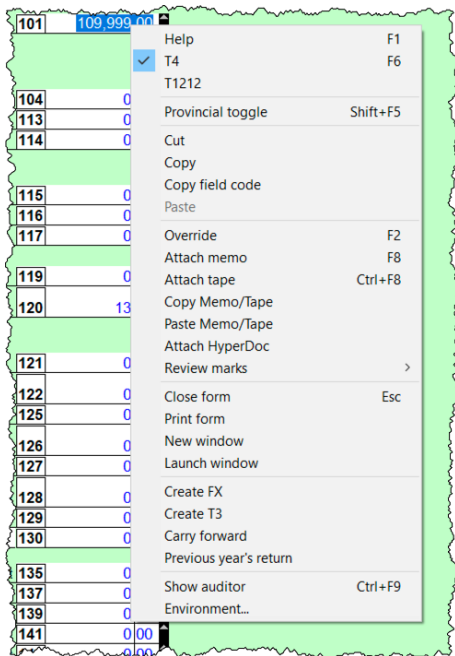 101 109,999 00
Help F1
T4 F6
T1212
104 0
Provincial toggle Shift+F5
113 0
114 0
Cut
Copy
Copy field code
115 0
Paste
116 0
117 0
Override F2
Attach memo F8
119 0
Attach tape Ctrl+F8
Copy Memo/Tape
120 13
Paste Memo/Tape
Attach HyperDoc
121 0
Review marks
122 0
Close form Esc
125 0
Print form
126 0
New window
127 0
Launch window
128 0
Create FX
129 0
Create T3
130 0
Carry forward
Previous year's return
135 0
137 0
Show auditor Ctrl+F9
139 0
Environment...
141 0 00